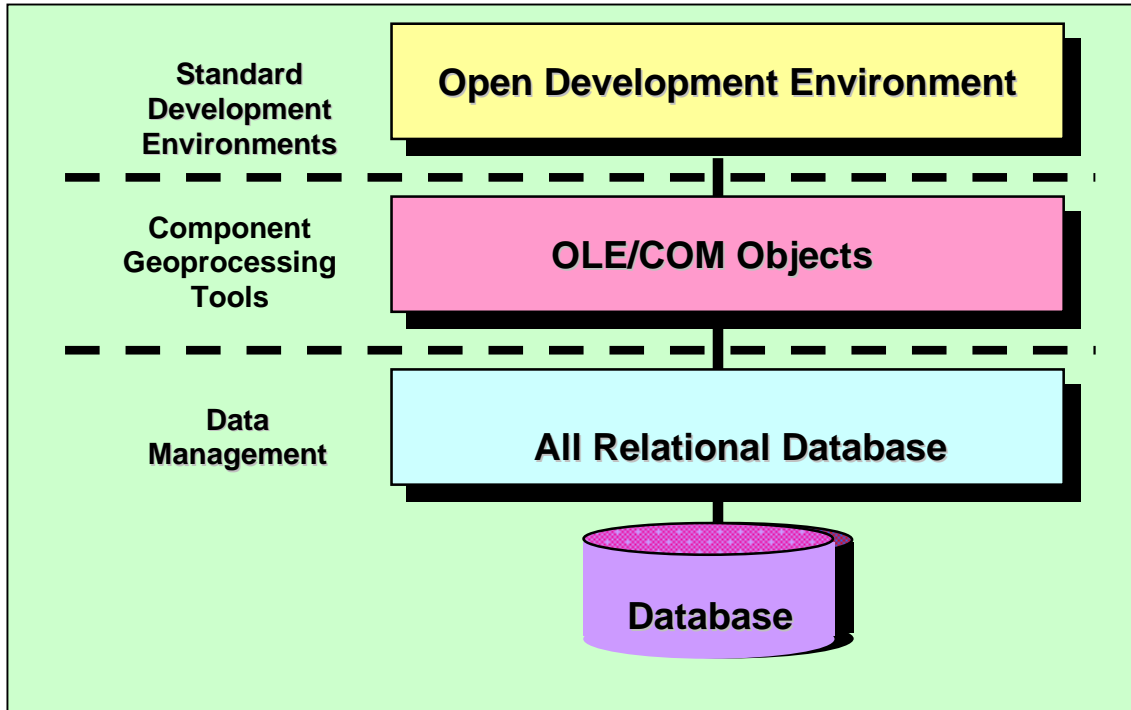 Standard
Development
Environments
Open Development Environment
Component
Geoprocessing
Tools
OLE/COM Objects
Data
Management
All Relational Database
Database